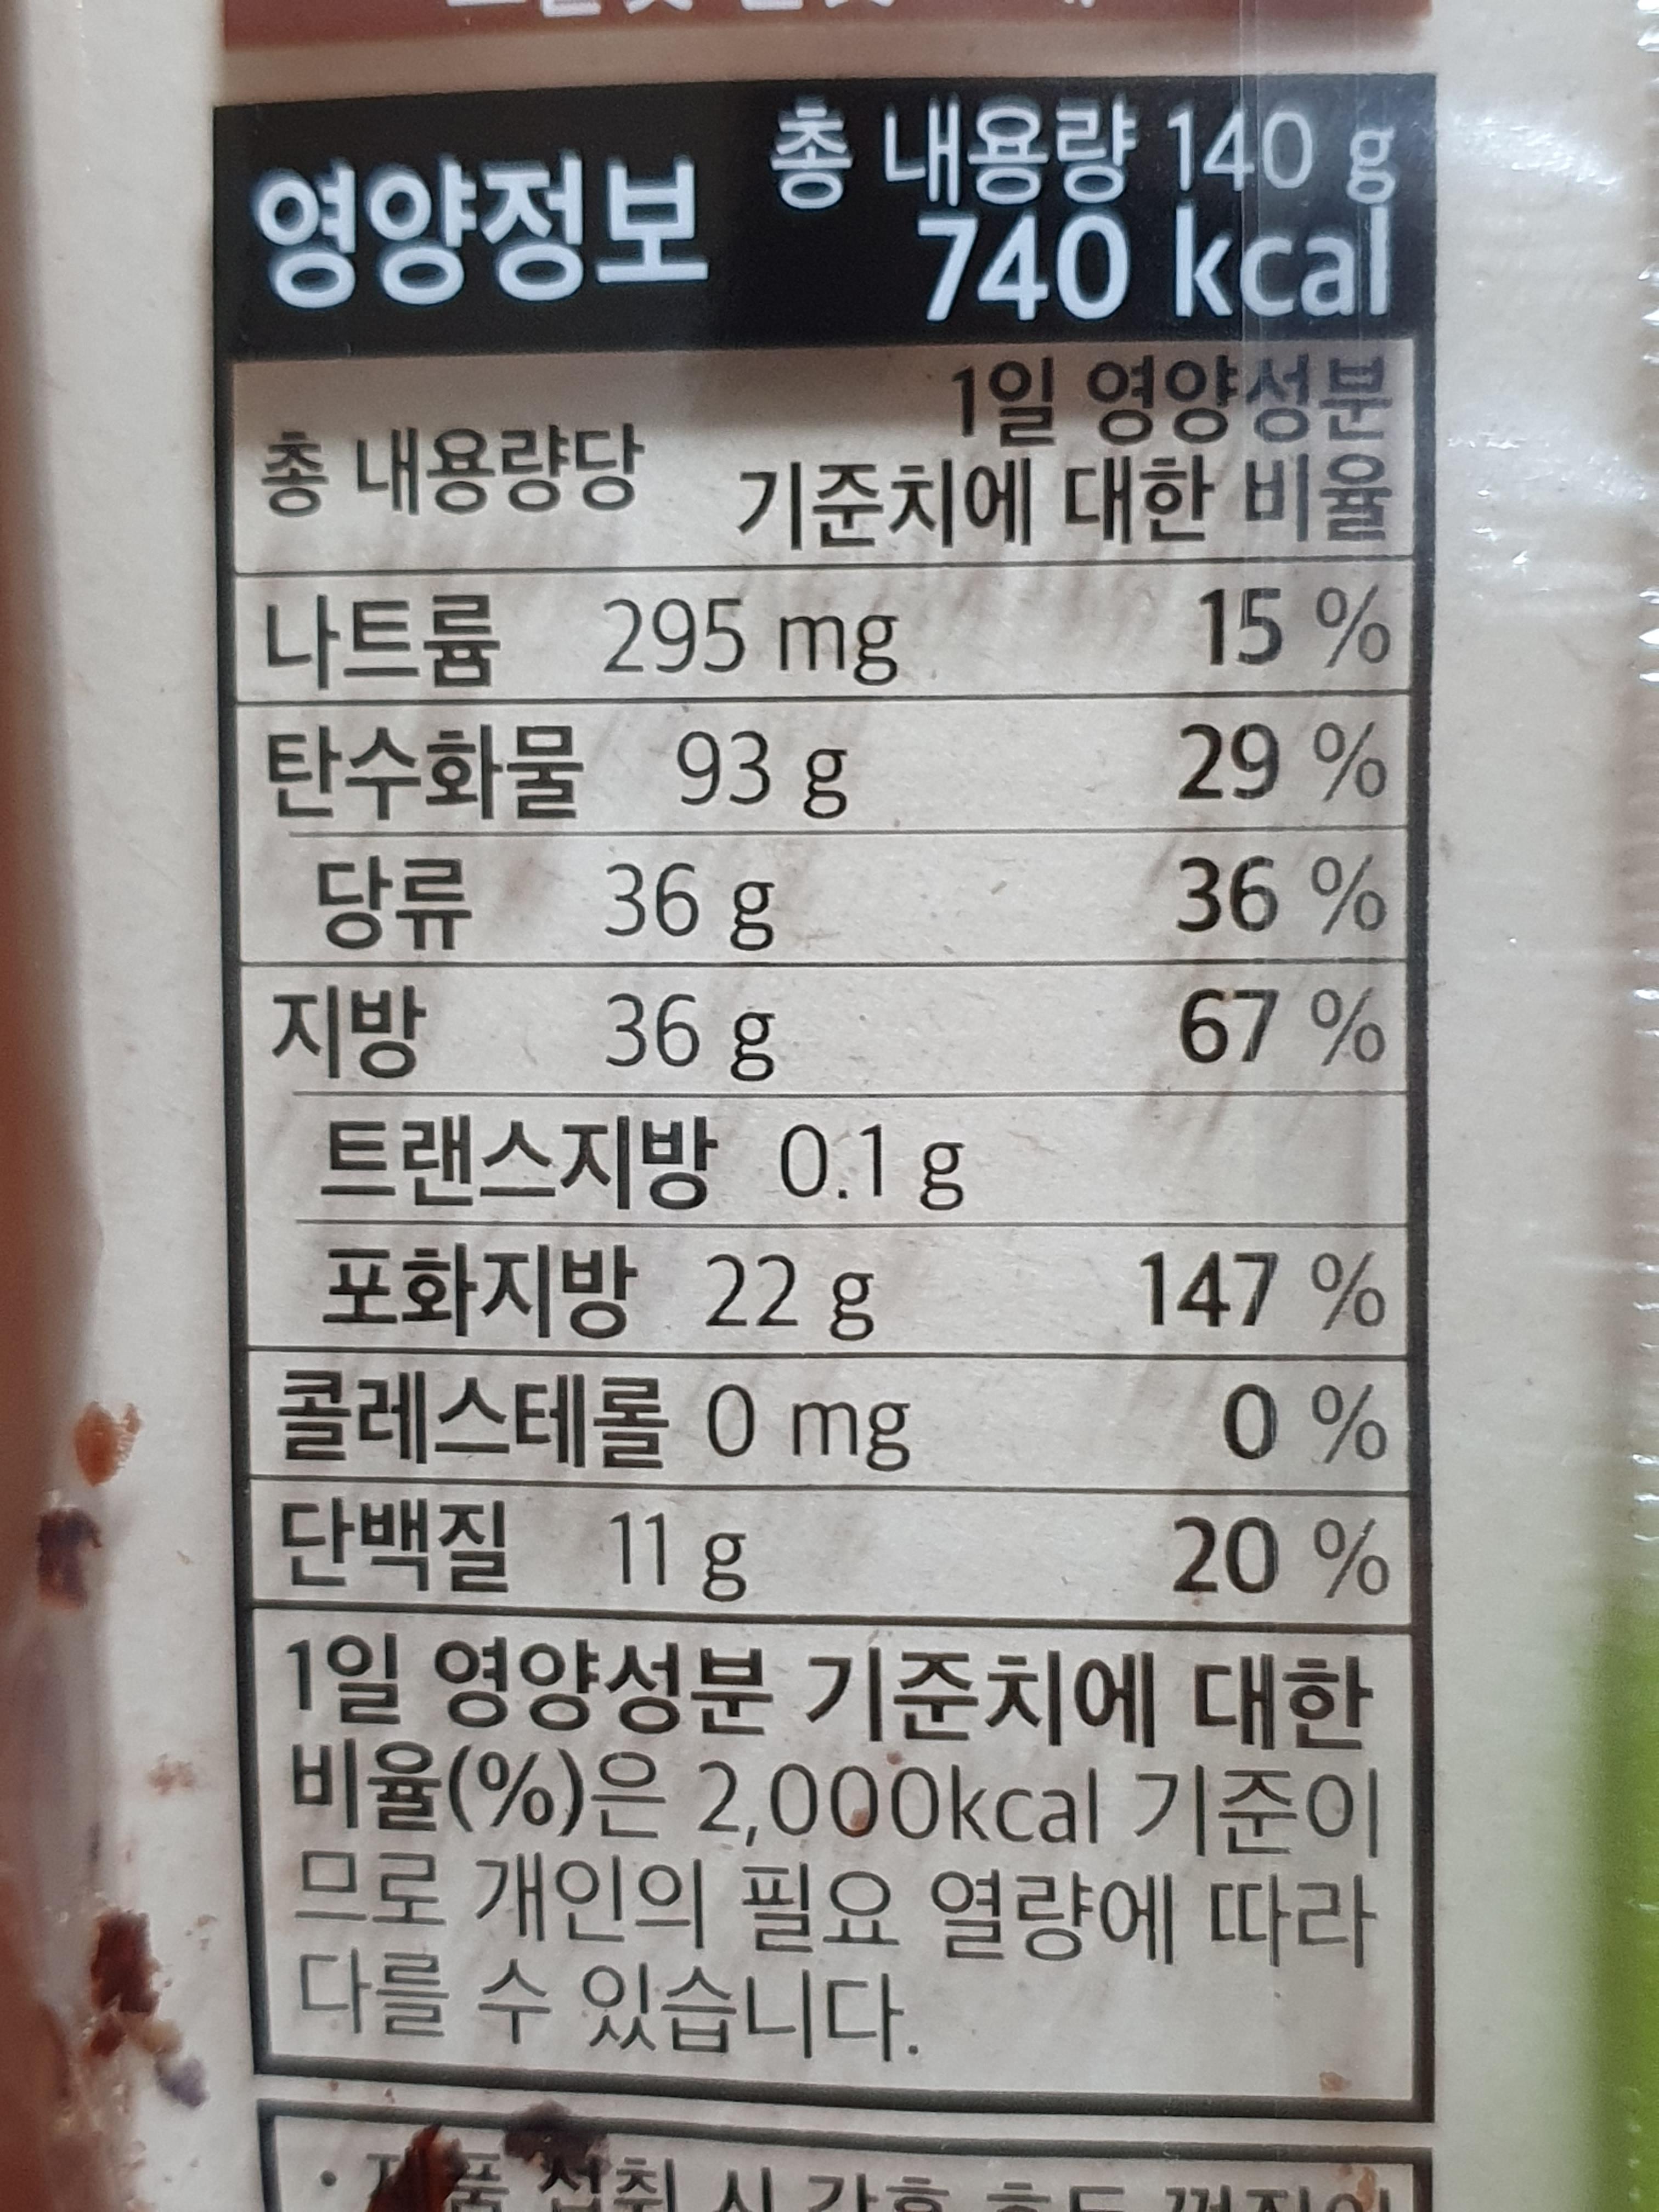 영양정보
총 내용량 140 g
740 kcal
총 내용량당
1일 영양성분
기준치에 대한 비율
나트륨 295 mg 15 %
탄수화물 93 g 29 %
당류 36 g 36 %
지방 36 g 67 %
트랜스지방 0.1 g
포화지방 22 g 147 %
콜레스테롤 0 mg 0 %
단백질 11 g 20 %
1일 영양성분 기준치에 대한
비율(%)은 2,000kcal 기준이
므로 개인의 필요 열량에 따라
다를 수 있습니다.